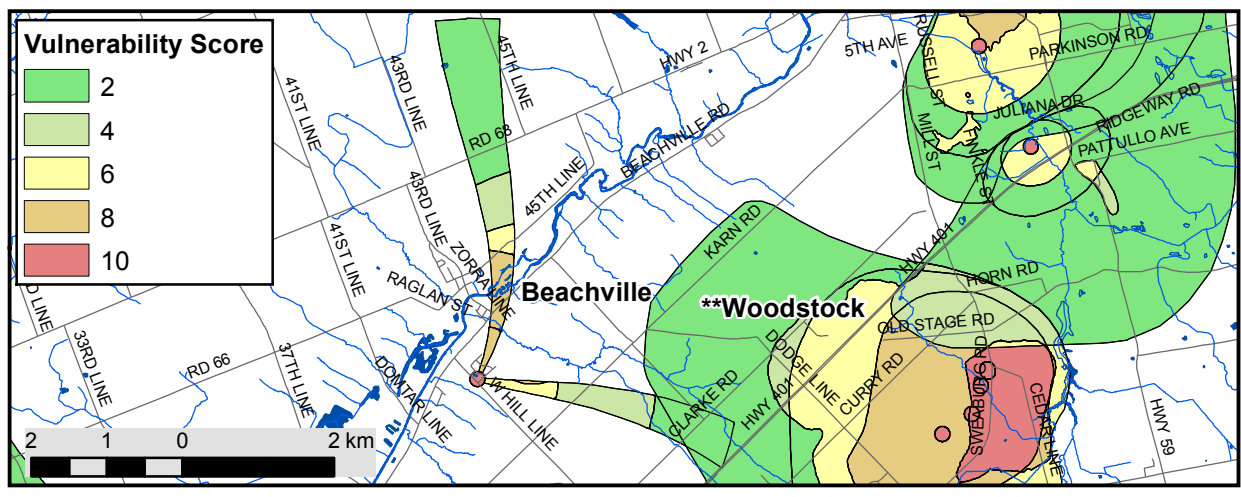 Vulnerability Score
2
4
6
8
10
41ST LINE
43RD LINE
45TH LINE
HWY 2
5TH AVE
RUSSELL ST
PARKINSON RD
JULIANA DR
RIDGEWAY RD
PATTULLO AVE
MILL ST
FINKLE ST
RD 68
BEACHVILLE RD
45TH LINE
43RD LINE
41ST LINE
ZORRA LINE
RAGLAN ST
KARN RD
HWY 401
HORN RD
Beachville
**Woodstock
OLD STAGE RD
D LINE
33RD LINE
RD 66
37TH LINE
DOMTAR LINE
W HILL LINE
DODGE LINE
CURRY RD
CLARKE RD
HWY 401
SWEABURG RD
CEDAR LINE
HWY 59
2 1 0 2 km